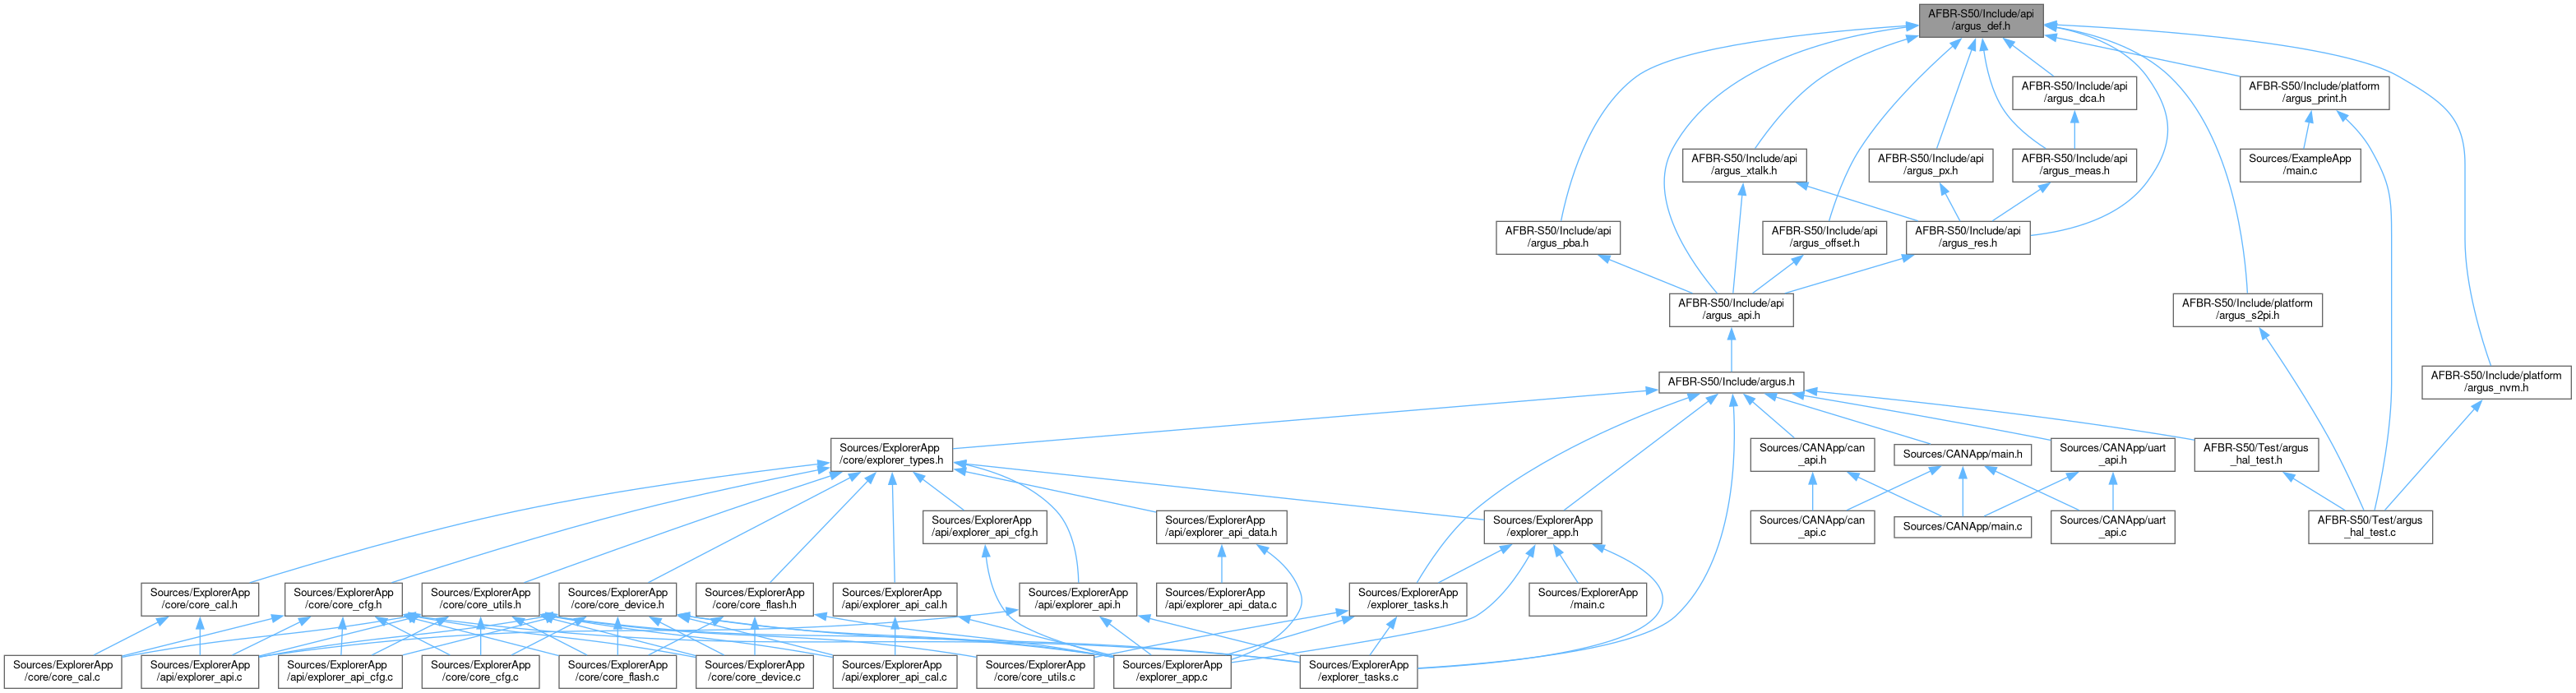 AFBR-S50/Include/api
/argus_def.h
AFBR-S50/Include/api
/argus_dca.h
AFBR-S50/Include/platform
/argus_print.h
AFBR-S50/Include/api
/argus_xtalk.h
AFBR-S50/Include/api
/argus_px.h
AFBR-S50/Include/api
/argus_meas.h
Sources/ExampleApp
/main.c
AFBR-S50/Include/api
/argus_pba.h
AFBR-S50/Include/api
/argus_offset.h
AFBR-S50/Include/api
/argus_res.h
AFBR-S50/Include/api
/argus_api.h
AFBR-S50/Include/platform
/argus_s2pi.h
AFBR-S50/Include/argus.h
AFBR-S50/Include/platform
/argus_nvm.h
Sources/ExplorerApp
/core/explorer_types.h
Sources/CANApp/can
_api.h
Sources/CANApp/main.h
Sources/CANApp/uart
_api.h
AFBR-S50/Test/argus
_hal_test.h
Sources/ExplorerApp
/api/explorer_api_cfg.h
Sources/ExplorerApp
/api/explorer_api_data.h
Sources/ExplorerApp
/explorer_app.h
Sources/CANApp/can
_api.c
Sources/CANApp/main.c
Sources/CANApp/uart
_api.c
AFBR-S50/Test/argus
_hal_test.c
Sources/ExplorerApp
/core/core_cal.h
Sources/ExplorerApp
/core/core_cfg.h
Sources/ExplorerApp
/core/core_utils.h
Sources/ExplorerApp
/core/core_device.h
Sources/ExplorerApp
/core/core_flash.h
Sources/ExplorerApp
/api/explorer_api_cal.h
Sources/ExplorerApp
/api/explorer_api.h
Sources/ExplorerApp
/api/explorer_api_data.c
Sources/ExplorerApp
/explorer_tasks.h
Sources/ExplorerApp
/main.c
Sources/ExplorerApp
/core/core_cal.c
Sources/ExplorerApp
/api/explorer_api.c
Sources/ExplorerApp
/api/explorer_api_cfg.c
Sources/ExplorerApp
/core/core_cfg.c
Sources/ExplorerApp
/core/core_flash.c
Sources/ExplorerApp
/core/core_device.c
Sources/ExplorerApp
/api/explorer_api_cal.c
Sources/ExplorerApp
/core/core_utils.c
Sources/ExplorerApp
/explorer_app.c
Sources/ExplorerApp
/explorer_tasks.c